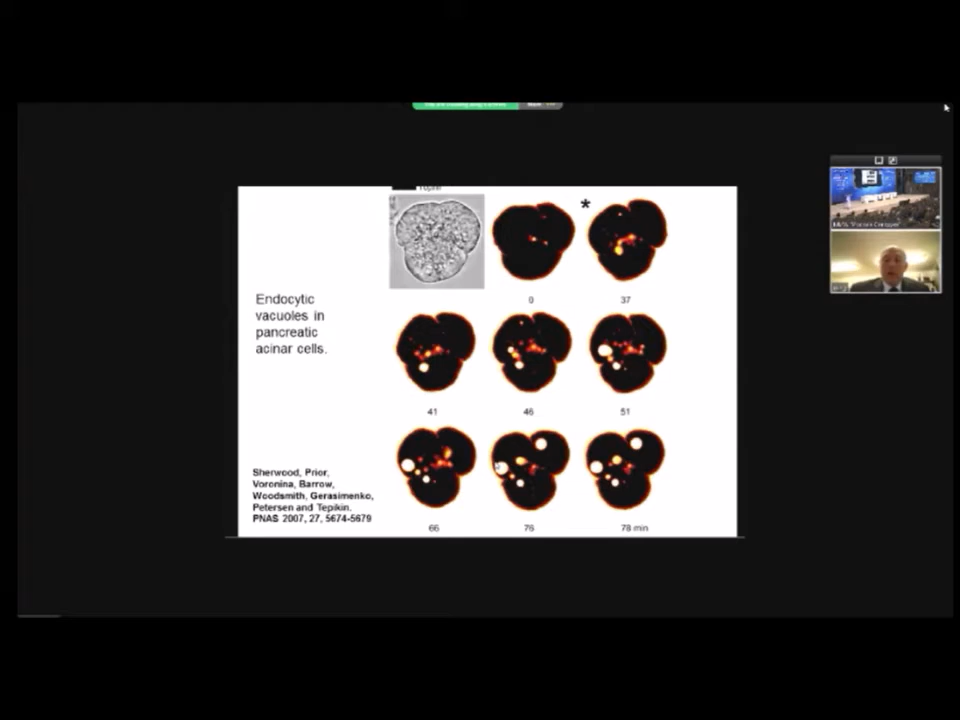 *
0
37
Endocytic
vacuoles in
pancreatic
acinar cells.
41
46
51
Sherwood, Prior,
Voronina, Barrow,
Woodsmith, Gerasimenko,
Petersen and Tepikin.
PNAS 2007, 27, 5674-5679
66
76
78 min